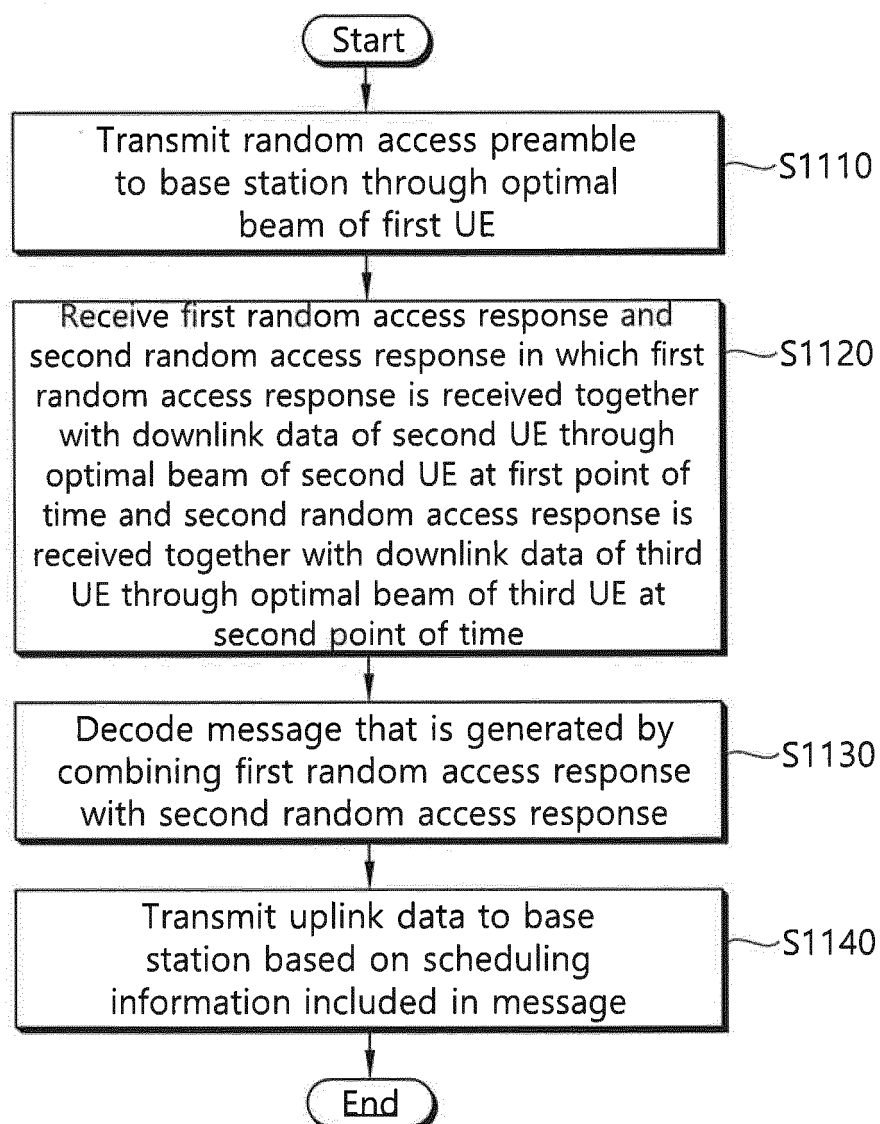 Start
Transmit random access preamble
to base station through optimal
beam of first UE
S1110
Receive first random access response and
second random access response in which first
random access response is received together
with downlink data of second UE through
optimal beam of second UE at first point of
time and second random access response is
received together with downlink data of third
UE through optimal beam of third UE at
second point of time
S1120
Decode message that is generated by
combining first random access response
with second random access response
S1130
Transmit uplink data to base
station based on scheduling
information included in message
S1140
End